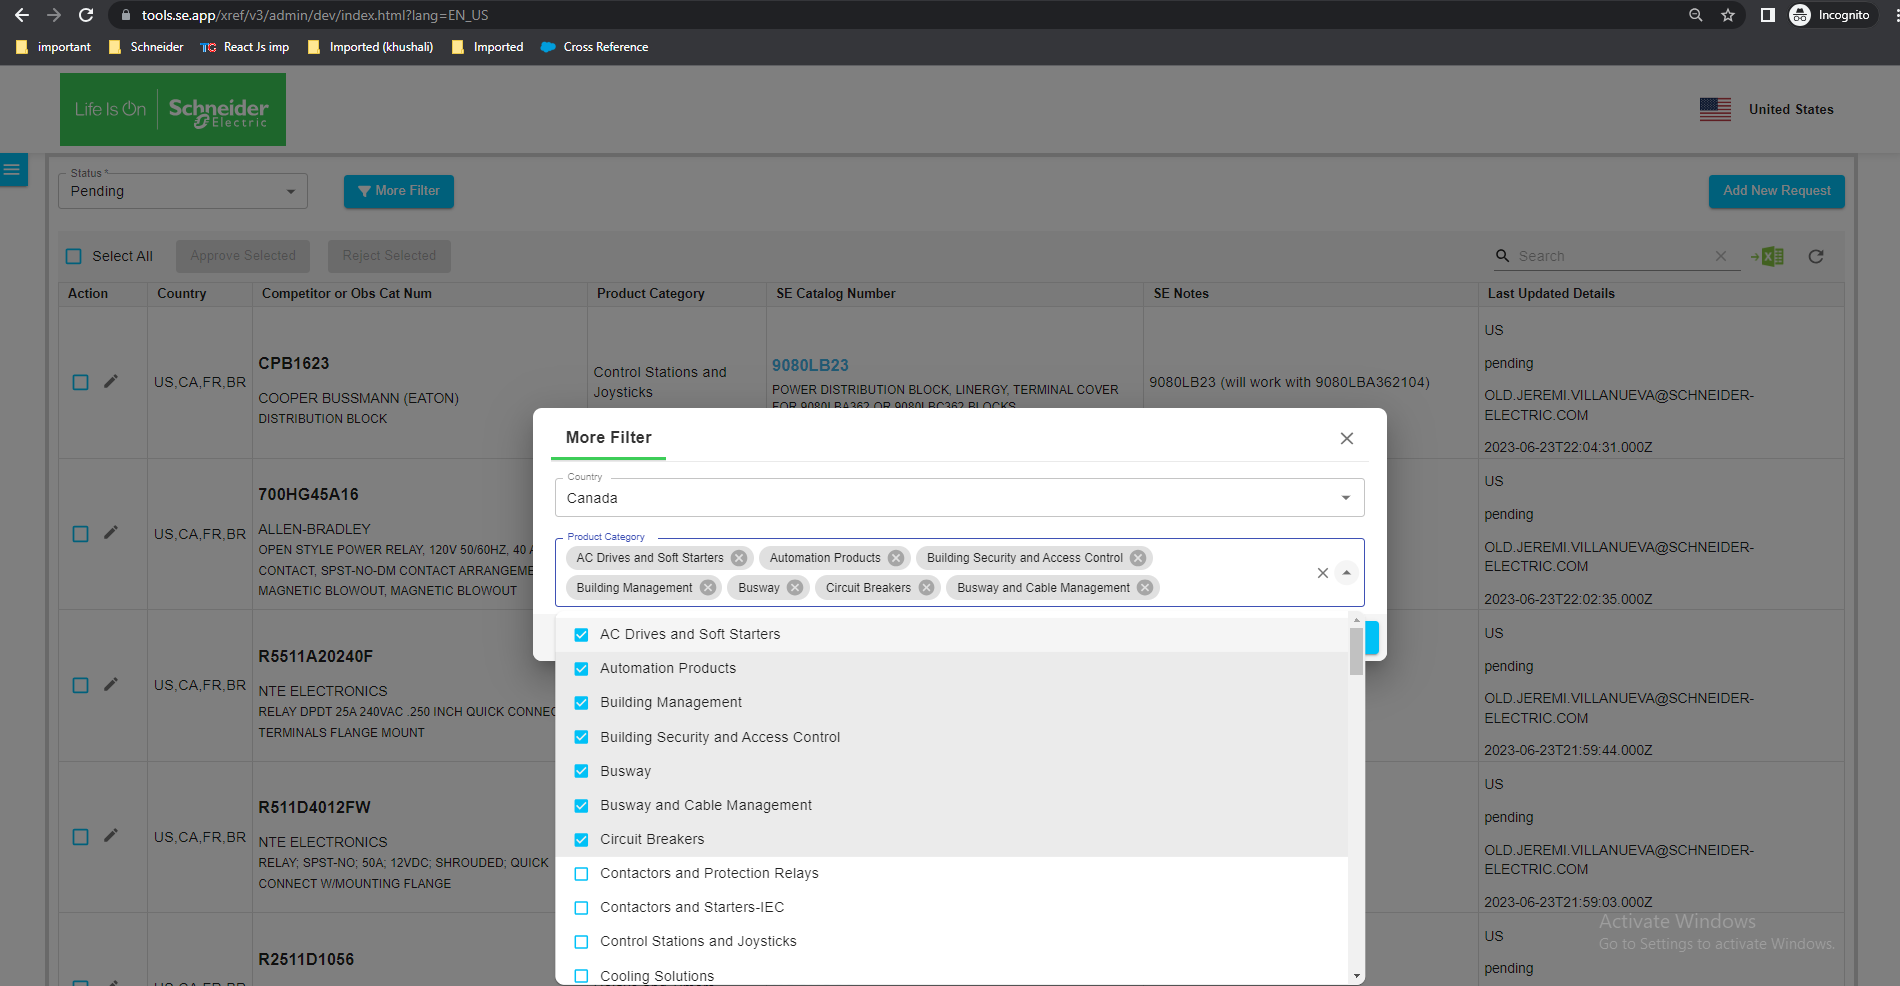 tools.se.app/xref/v3/admin/dev/index.html?lang=EN_US
Incognito
important
Schneider
TC React Js imp
Imported (khushali)
Imported
Cross Reference
Life Is On Schneider Electric
United States
Status *
Pending
More Filter
Add New Request
Select All
Approve Selected
Reject Selected
Search
Action
Country
Competitor or Obs Cat Num
Product Category
SE Catalog Number
SE Notes
Last Updated Details
US,CA,FR,BR
CPB1623
COOPER BUSSMANN (EATON)
DISTRIBUTION BLOCK
Control Stations and
Joysticks
9080LB23
POWER DISTRIBUTION BLOCK, LINERGY, TERMINAL COVER
FOR 9080LBA362 OR 9080LBC362 BLOCKS
9080LB23 (will work with 9080LBA362104)
US
pending
OLD.JEREMI.VILLANUEVA@SCHNEIDER-
ELECTRIC.COM
2023-06-23T22:04:31.000Z
US,CA,FR,BR
700HG45A16
ALLEN-BRADLEY
OPEN STYLE POWER RELAY, 120V 50/60HZ, 40 A
CONTACT, SPST-NO-DM CONTACT ARRANGEME
MAGNETIC BLOWOUT, MAGNETIC BLOWOUT
US
pending
OLD.JEREMI.VILLANUEVA@SCHNEIDER-
ELECTRIC.COM
2023-06-23T22:02:35.000Z
US,CA,FR,BR
R5511A20240F
NTE ELECTRONICS
RELAY DPDT 25A 240VAC .250 INCH QUICK CONNEC
TERMINALS FLANGE MOUNT
US
pending
OLD.JEREMI.VILLANUEVA@SCHNEIDER-
ELECTRIC.COM
2023-06-23T21:59:44.000Z
US,CA,FR,BR
R511D4012FW
NTE ELECTRONICS
RELAY; SPST-NO; 50A; 12VDC; SHROUDED; QUICK
CONNECT W/MOUNTING FLANGE
US
pending
OLD.JEREMI.VILLANUEVA@SCHNEIDER-
ELECTRIC.COM
2023-06-23T21:59:03.000Z
US,CA,FR,BR
R2511D1056
US
pending
More Filter
Country
Canada
Product Category
AC Drives and Soft Starters
Automation Products
Building Security and Access Control
Building Management
Busway
Circuit Breakers
Busway and Cable Management
AC Drives and Soft Starters
Automation Products
Building Management
Building Security and Access Control
Busway
Busway and Cable Management
Circuit Breakers
Contactors and Protection Relays
Contactors and Starters-IEC
Control Stations and Joysticks
Cooling Solutions
Activate Windows
Go to Settings to activate Windows.